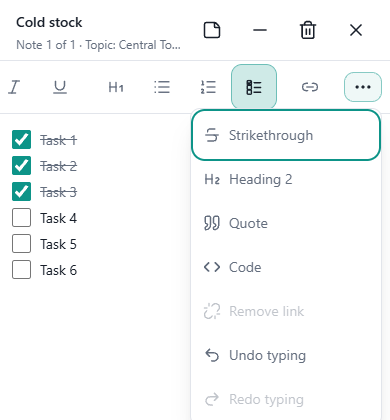 Cold stock
Note 1 of 1 · Topic: Central To...
H1
Task 1
Task 2
Task 3
Task 4
Task 5
Task 6
Strikethrough
H2 Heading 2
Quote
Code
Remove link
Undo typing
Redo typing